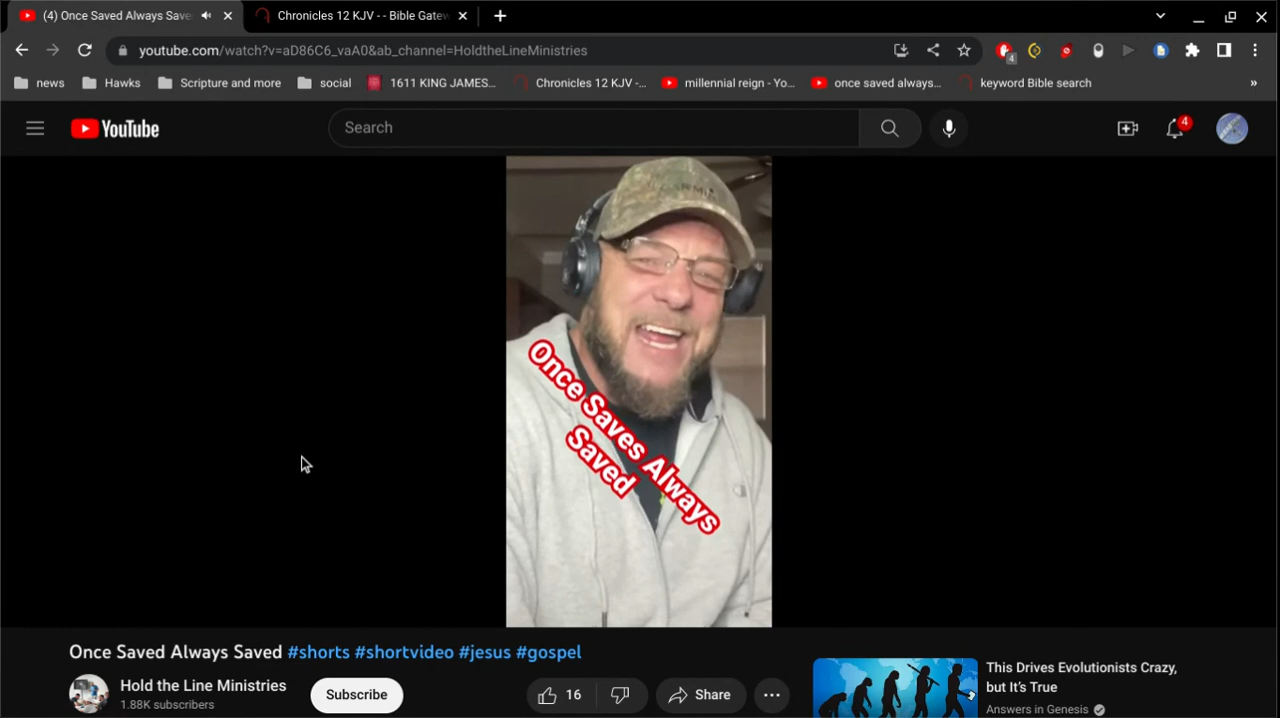 (4) Once Saved Always Save
Chronicles 12 KJV - - Bible Gatew
youtube.com/watch?v=aD86C6_vaA0&ab_channel=HoldtheLineMinistries
4
news
Hawks
Scripture and more
social
1611 KING JAMES...
Chronicles 12 KJV -...
millennial reign - Yo...
once saved always...
keyword Bible search
»
YouTube
Search
4
Once Saves Always
Saved
Once Saved Always Saved #shorts #shortvideo #jesus #gospel
Hold the Line Ministries
1.88K subscribers
Subscribe
16
Share
This Drives Evolutionists Crazy,
but It's True
Answers in Genesis